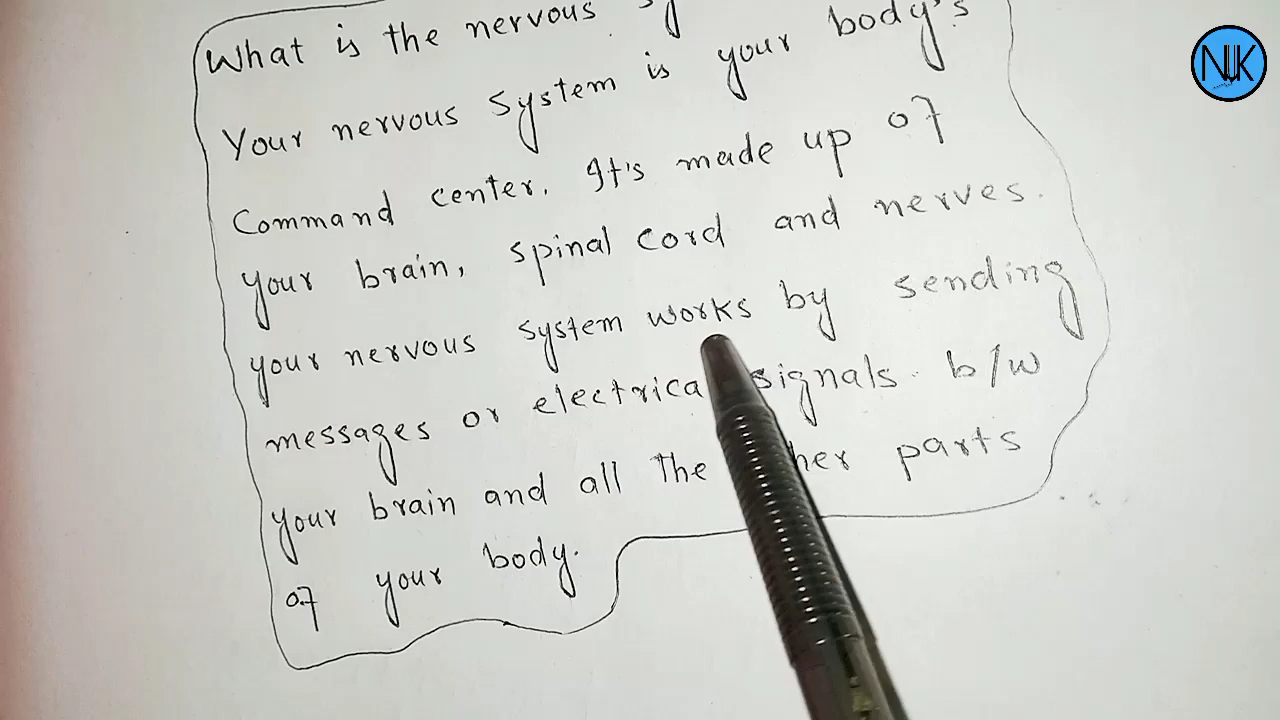 What is the nervous
Your nervous system is your body's
Command center. It's made up of
your brain, spinal cord and nerves.
your nervous system works by sending
messages or electrica signals. b/w
your brain and all The her parts
of your body.
NJK